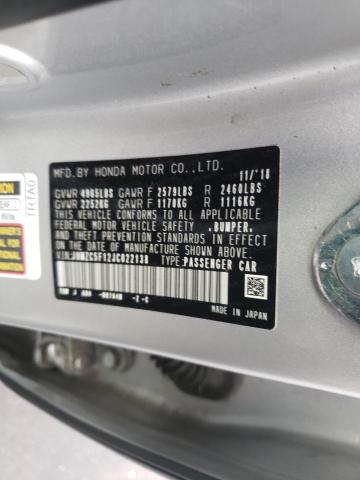 MFD.BY HONDA MOTOR CO.,LTD. 11/'18
GVWR 4965LBS GAWR F 2579LBS R 2460LBS
GVWR 2252KG GAWR F 1170KG R 1116KG
THIS VEHICLE CONFORMS TO ALL APPLICABLE
FEDERAL MOTOR VEHICLE SAFETY ,BUMPER,
AND THEFT PREVENTION STANDARDS IN EFFECT
ON THE DATE OF MANUFACTURE SHOWN ABOVE.
TYPE:PASSENGER CAR
MADE IN JAPAN
TRTA0